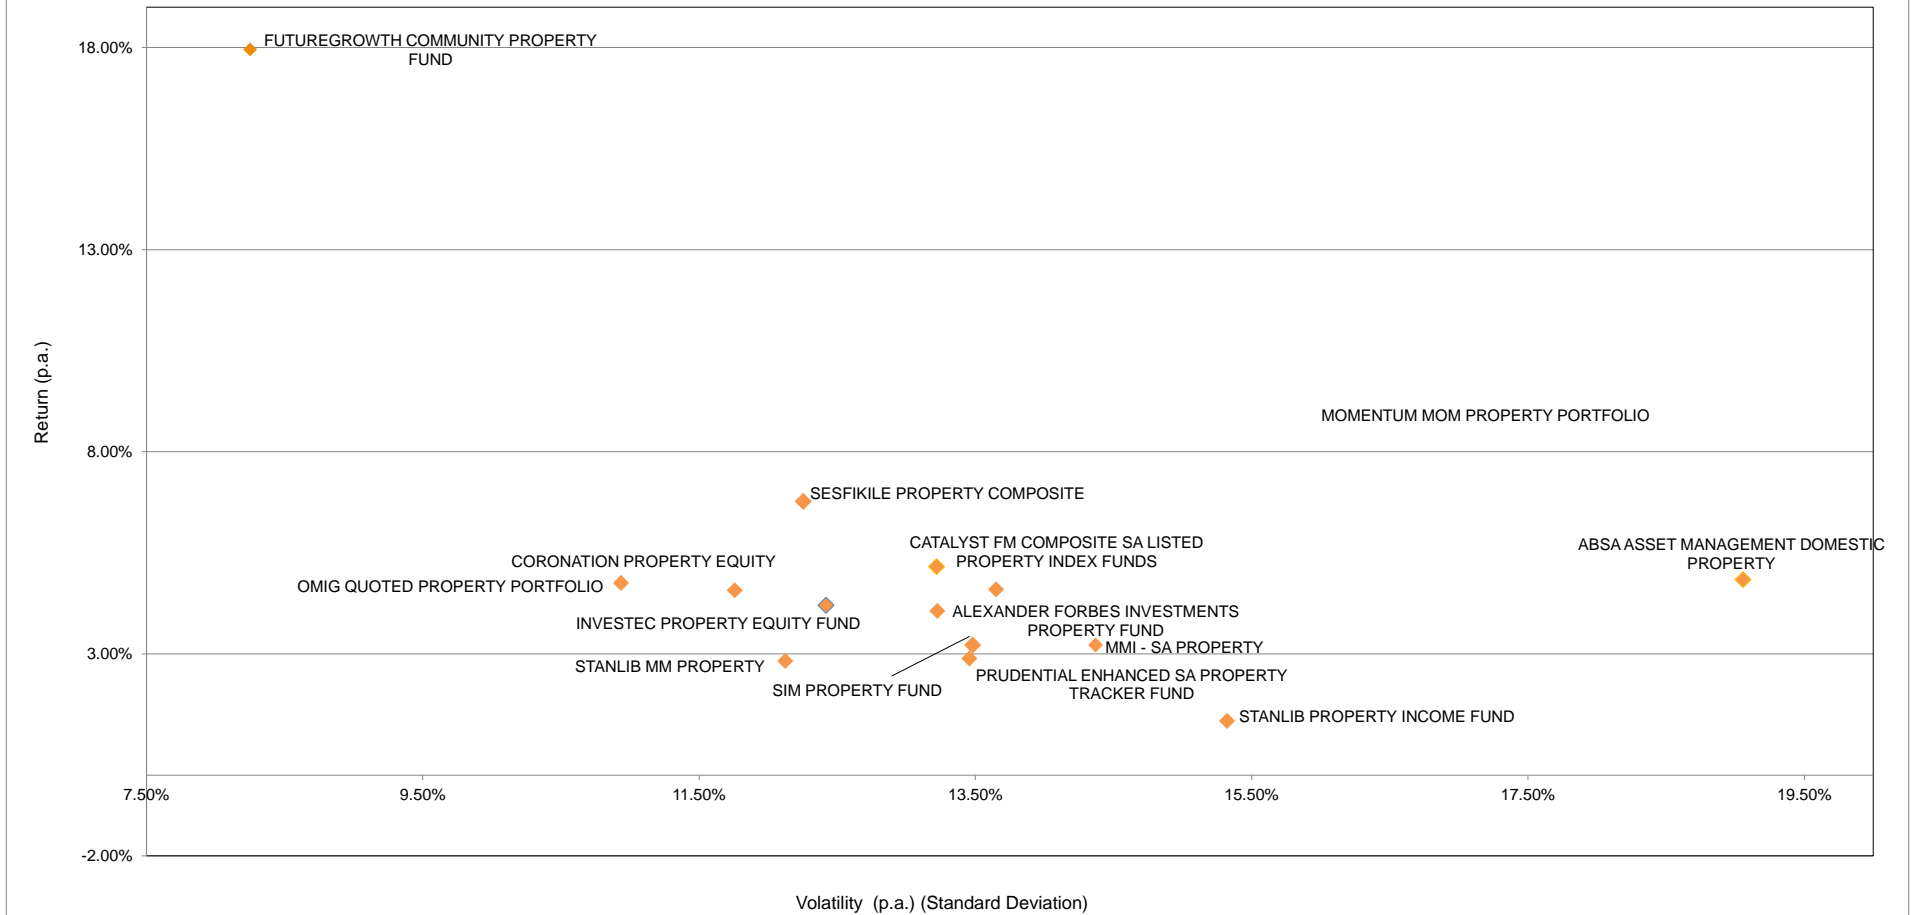 18.00%
FUTUREGROWTH COMMUNITY PROPERTY
FUND
13.00%
Return (p.a.)
MOMENTUM MOM PROPERTY PORTFOLIO
8.00%
SESFIKILE PROPERTY COMPOSITE
CATALYST FM COMPOSITE SA LISTED
PROPERTY INDEX FUNDS
ABSA ASSET MANAGEMENT DOMESTIC
PROPERTY
CORONATION PROPERTY EQUITY
OMIG QUOTED PROPERTY PORTFOLIO
INVESTEC PROPERTY EQUITY FUND
ALEXANDER FORBES INVESTMENTS
PROPERTY FUND
MMI - SA PROPERTY
3.00%
STANLIB MM PROPERTY
SIM PROPERTY FUND
PRUDENTIAL ENHANCED SA PROPERTY
TRACKER FUND
STANLIB PROPERTY INCOME FUND
7.50%
9.50%
11.50%
13.50%
15.50%
17.50%
19.50%
-2.00%
Volatility  (p.a.) (Standard Deviation)